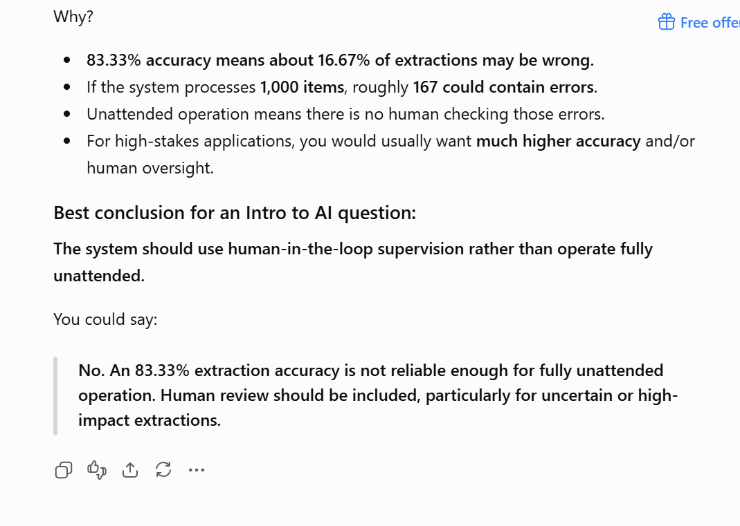 Why?
Free offe
83.33% accuracy means about 16.67% of extractions may be wrong.
If the system processes 1,000 items, roughly 167 could contain errors.
Unattended operation means there is no human checking those errors.
For high-stakes applications, you would usually want much higher accuracy and/or
human oversight.
Best conclusion for an Intro to AI question:
The system should use human-in-the-loop supervision rather than operate fully
unattended.
You could say:
No. An 83.33% extraction accuracy is not reliable enough for fully unattended
operation. Human review should be included, particularly for uncertain or high-
impact extractions.